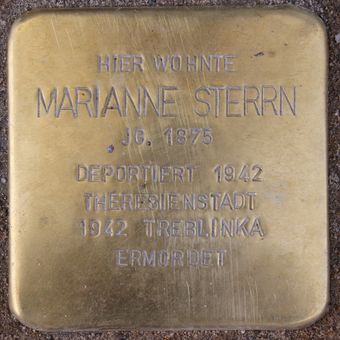 HIER WOHNTE
MARIANNE STERRN
JG. 1875
DEPORTIERT 1942
THERESIENSTADT
1942 TREBLINKA
ERMORDET